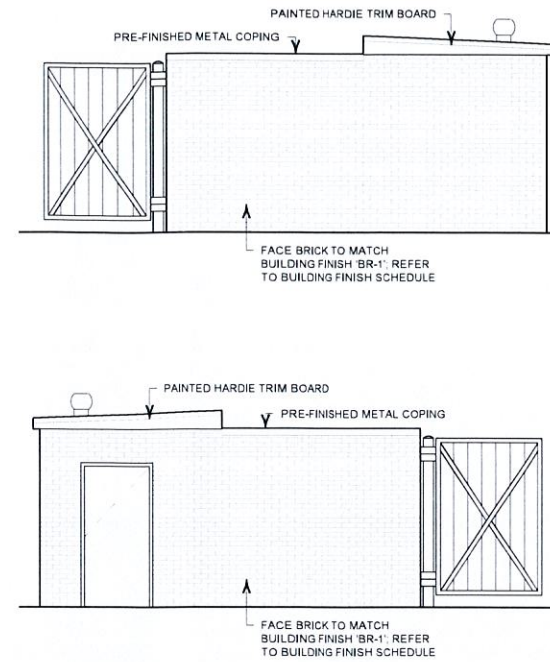 PAINTED HARDIE TRIM BOARD
PRE-FINISHED METAL COPING
FACE BRICK TO MATCH
BUILDING FINISH 'BR-1'; REFER
TO BUILDING FINISH SCHEDULE
PAINTED HARDIE TRIM BOARD
PRE-FINISHED METAL COPING
FACE BRICK TO MATCH
BUILDING FINISH 'BR-1'; REFER
TO BUILDING FINISH SCHEDULE